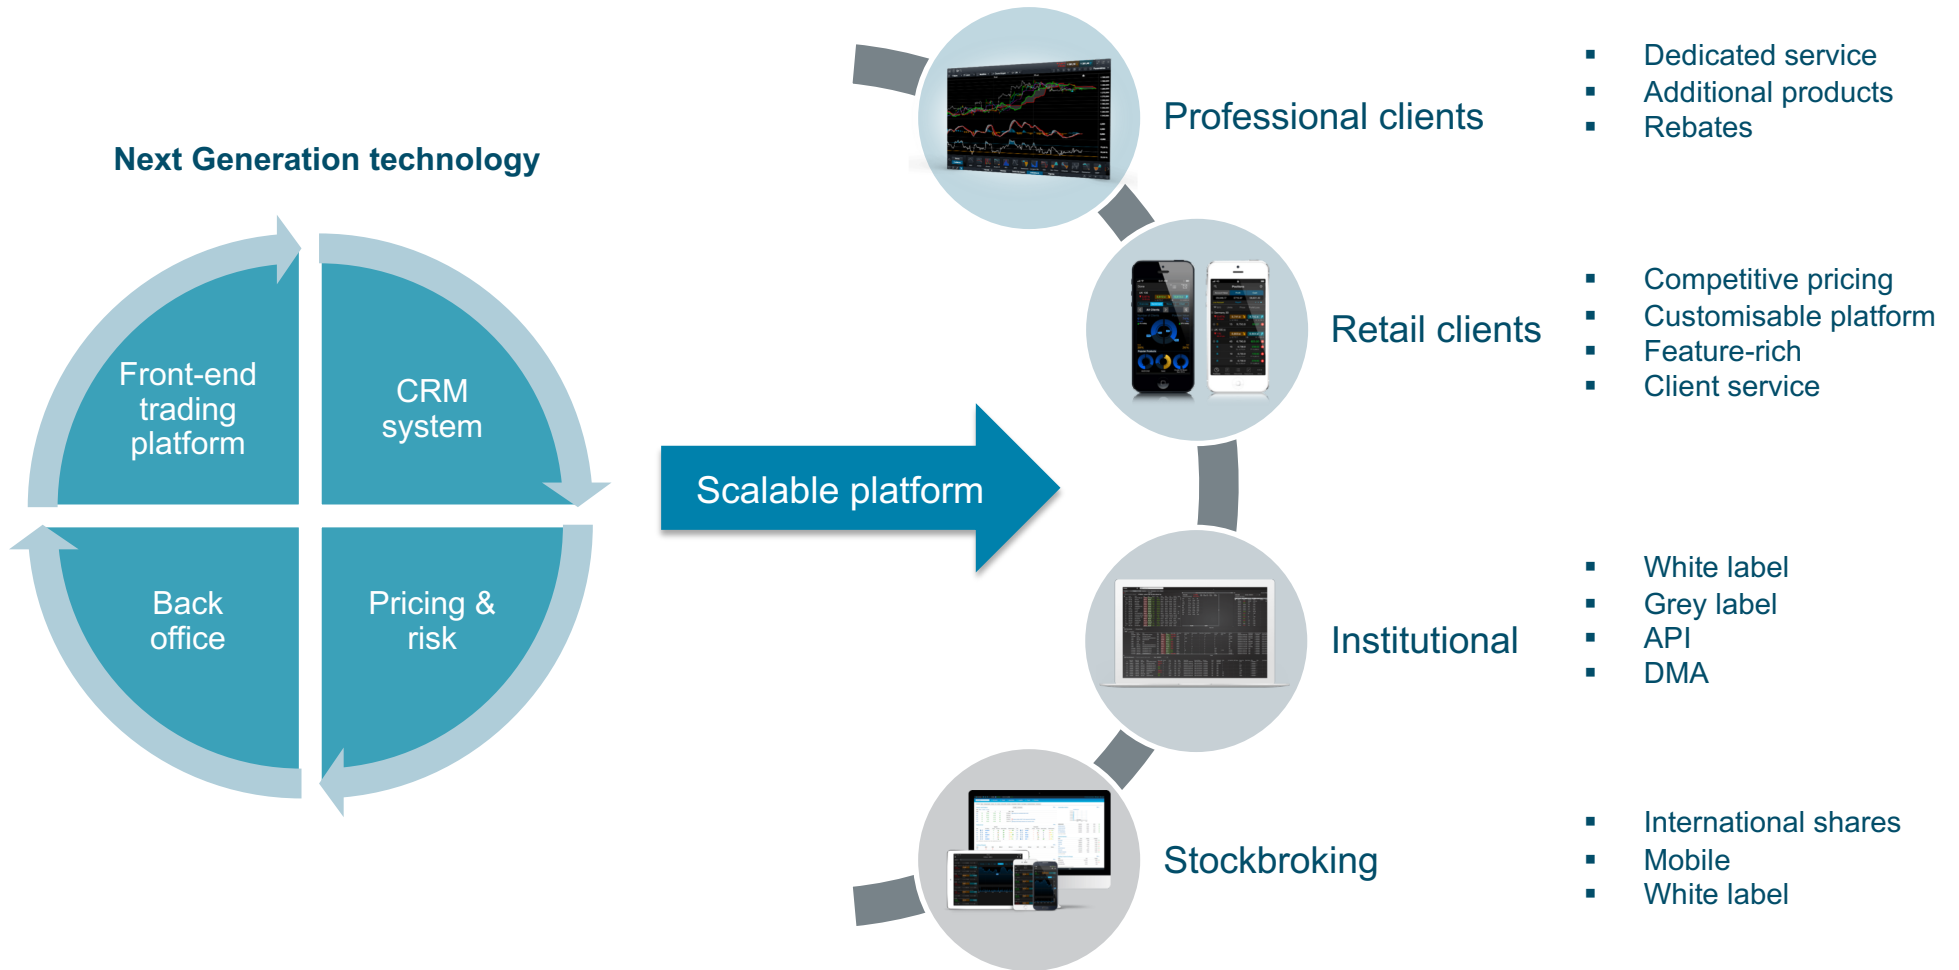 Next Generation technology
Front-end
trading
platform
CRM
system
Back
office
Pricing &
risk
Scalable platform
Professional clients
▪ Dedicated service
▪ Additional products
▪ Rebates
Retail clients
▪ Competitive pricing
▪ Customisable platform
▪ Feature-rich
▪ Client service
Institutional
▪ White label
▪ Grey label
▪ API
▪ DMA
Stockbroking
▪ International shares
▪ Mobile
▪ White label